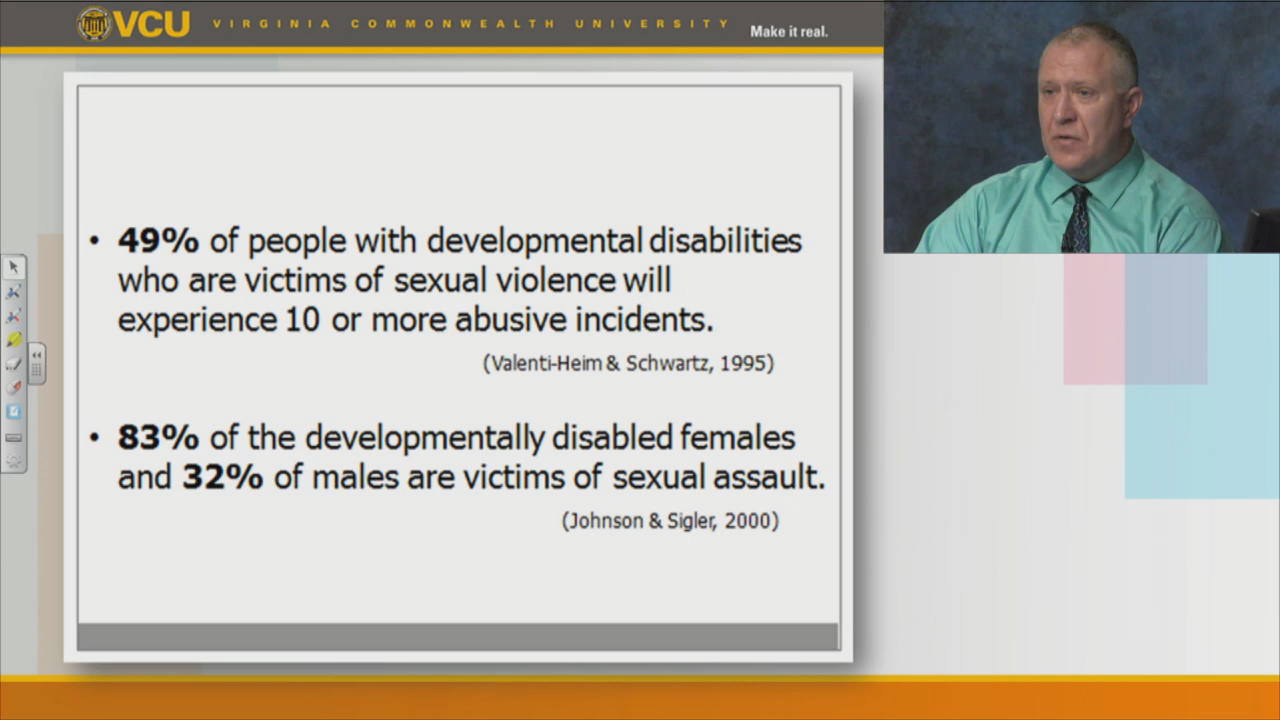 VCU VIRGINIA COMMONWEALTH UNIVERSITY Make it real.
• 49% of people with developmental disabilities
who are victims of sexual violence will
experience 10 or more abusive incidents.
(Valenti-Heim & Schwartz, 1995)
• 83% of the developmentally disabled females
and 32% of males are victims of sexual assault.
(Johnson & Sigler, 2000)